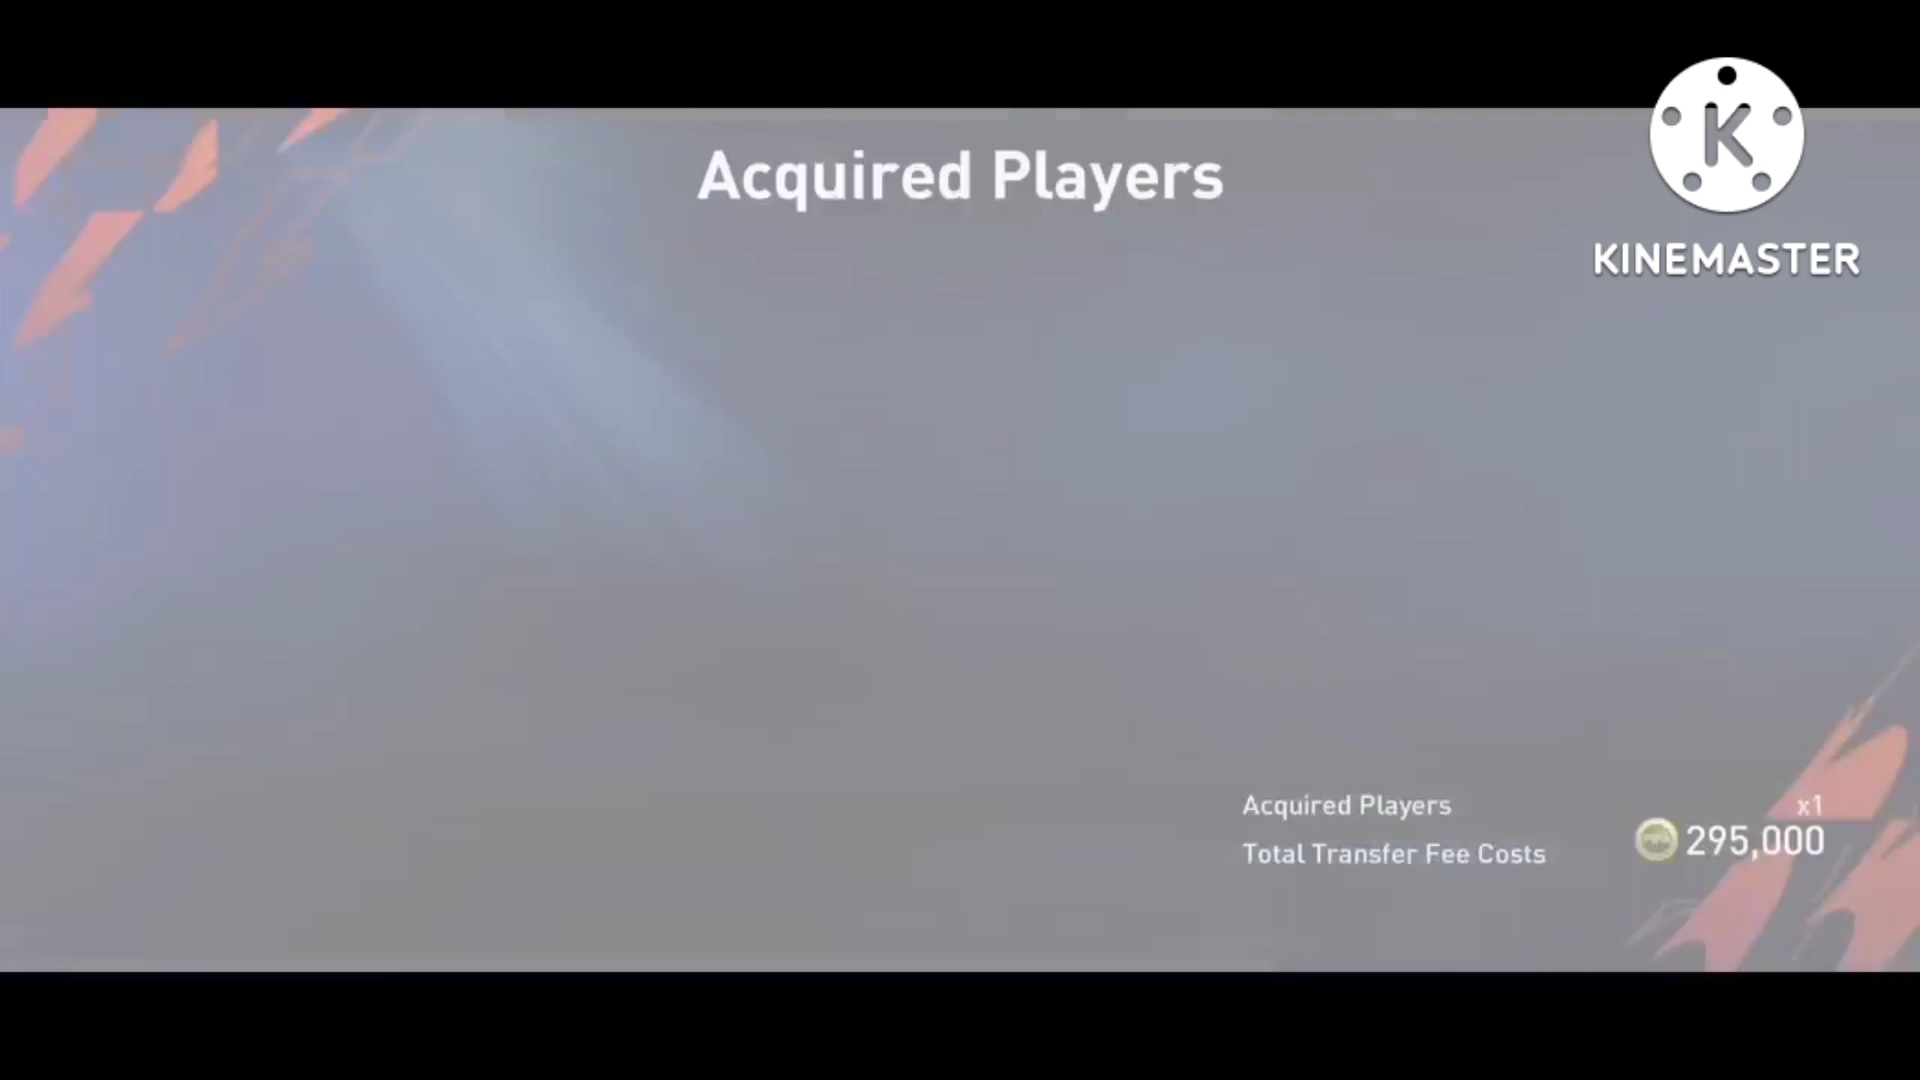 Acquired Players
K
KINEMASTER
Acquired Players x1
Total Transfer Fee Costs 295,000